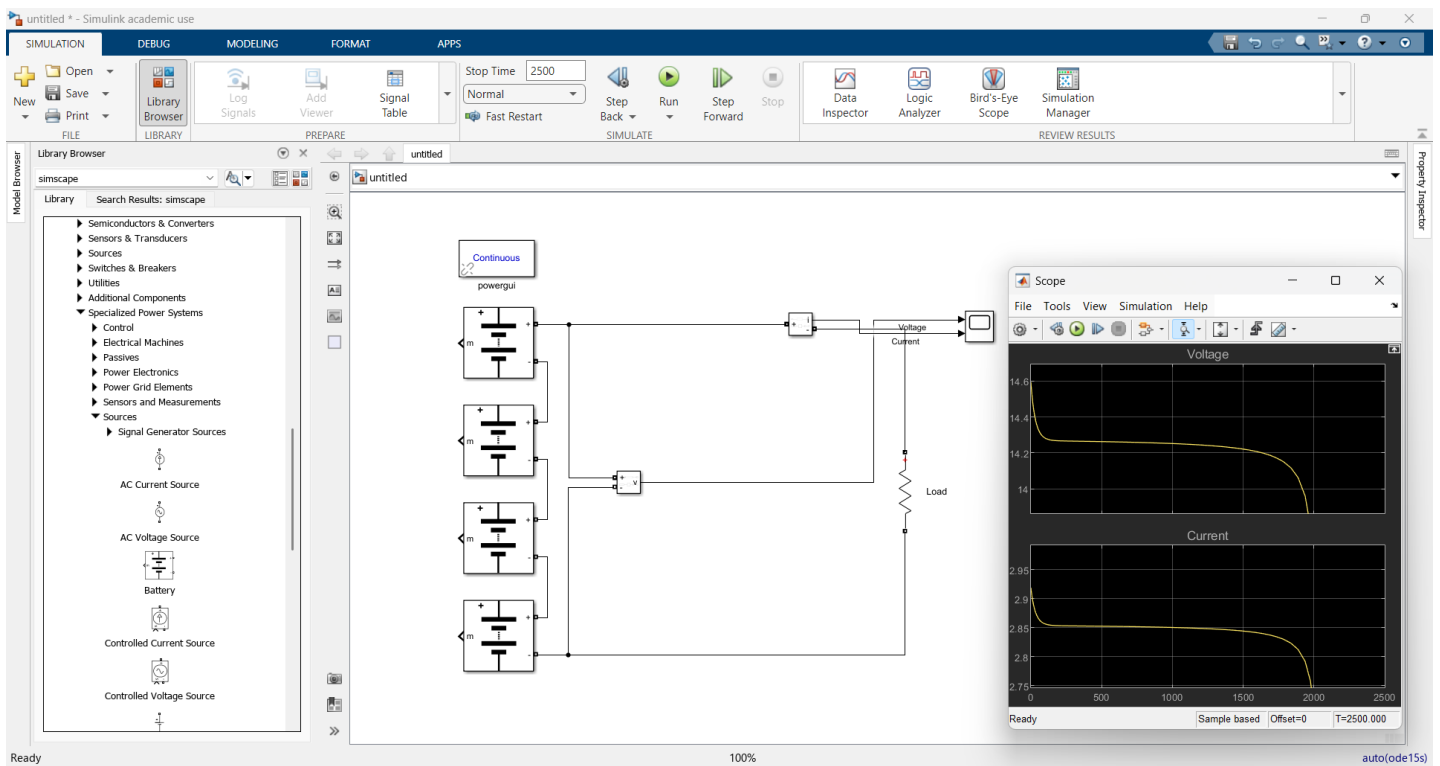 untitled * - Simulink academic use
SIMULATION DEBUG MODELING FORMAT APPS
New
Open
Save
Print
FILE
Library
Browser
LIBRARY
Log
Signals
Add
Viewer
Signal
Table
PREPARE
Stop Time 2500
Normal
Fast Restart
Step
Back
Run
Step
Forward
Stop
SIMULATE
Data
Inspector
Logic
Analyzer
Bird's-Eye
Scope
Simulation
Manager
REVIEW RESULTS
Model Browser
Library Browser
simscape
Library Search Results: simscape
Semiconductors & Converters
Sensors & Transducers
Sources
Switches & Breakers
Utilities
Additional Components
Specialized Power Systems
Control
Electrical Machines
Passives
Power Electronics
Power Grid Elements
Sensors and Measurements
Sources
Signal Generator Sources
AC Current Source
AC Voltage Source
Battery
Controlled Current Source
Controlled Voltage Source
untitled
untitled
Property Inspector
Continuous
powergui
+ + m -
+ + m -
+ + m -
+ + m -
+ - v
+ i -
Voltage
Current
+
Load
Scope
File Tools View Simulation Help
Voltage
14.6
14.4
14.2
14
Current
2.95
2.9
2.85
2.8
2.75
0 500 1000 1500 2000 2500
Ready Sample based Offset=0 T=2500.000
Ready 100% auto(ode15s)